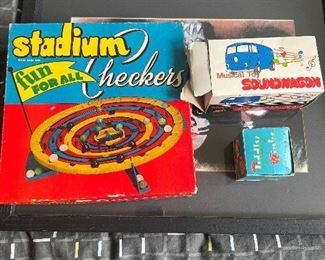 stadium
Checkers
fun
FOR ALL
Musical Toy
SOUNDWAGON